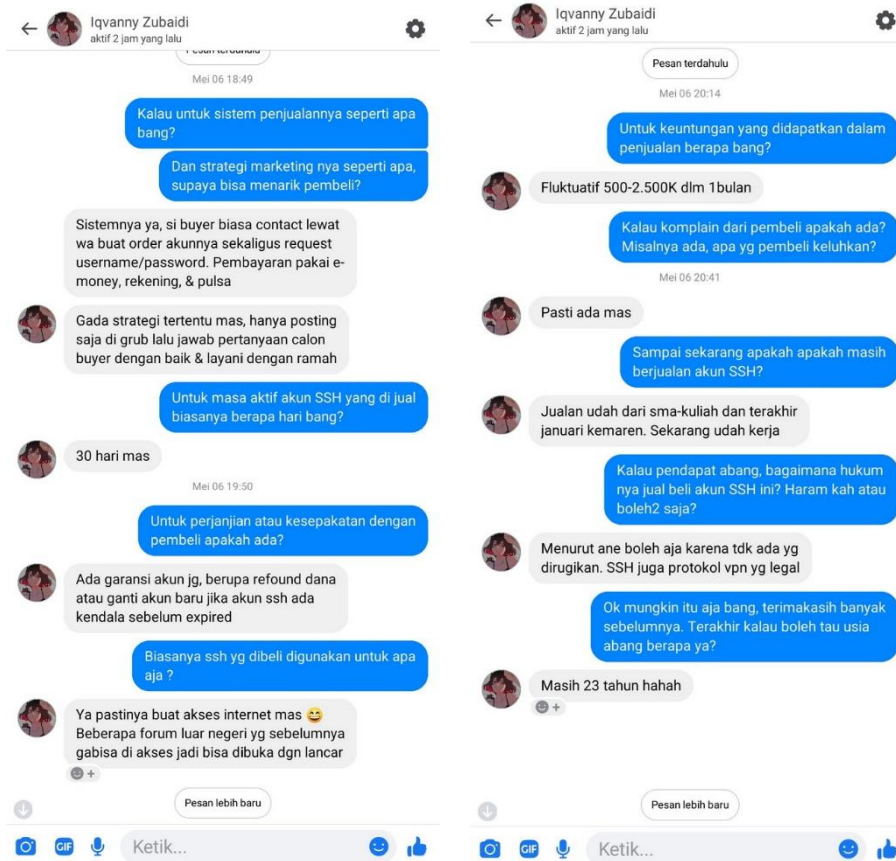 Iqvanny Zubaidi
aktif 2 jam yang lalu
Pesan terdahulu
Mei 06 18:49
Kalau untuk sistem penjualannya seperti apa
bang?
Dan strategi marketing nya seperti apa,
supaya bisa menarik pembeli?
Sistemnya ya, si buyer biasa contact lewat
wa buat order akunnya sekaligus request
username/password. Pembayaran pakai e-
money, rekening, & pulsa
Gada strategi tertentu mas, hanya posting
saja di grub lalu jawab pertanyaan calon
buyer dengan baik & layani dengan ramah
Untuk masa aktif akun SSH yang di jual
biasanya berapa hari bang?
30 hari mas
Mei 06 19:50
Untuk perjanjian atau kesepakatan dengan
pembeli apakah ada?
Ada garansi akun jg, berupa refound dana
atau ganti akun baru jika akun ssh ada
kendala sebelum expired
Biasanya ssh yg dibeli digunakan untuk apa
aja ?
Ya pastinya buat akses internet mas 😄
Beberapa forum luar negeri yg sebelumnya
gabisa di akses jadi bisa dibuka dgn lancar
Pesan lebih baru
GIF
Ketik...
Iqvanny Zubaidi
aktif 2 jam yang lalu
Pesan terdahulu
Mei 06 20:14
Untuk keuntungan yang didapatkan dalam
penjualan berapa bang?
Fluktuatif 500-2.500K dlm 1bulan
Kalau komplain dari pembeli apakah ada?
Misalnya ada, apa yg pembeli keluhkan?
Mei 06 20:41
Pasti ada mas
Sampai sekarang apakah apakah masih
berjualan akun SSH?
Jualan udah dari sma-kuliah dan terakhir
januari kemaren. Sekarang udah kerja
Kalau pendapat abang, bagaimana hukum
nya jual beli akun SSH ini? Haram kah atau
boleh2 saja?
Menurut ane boleh aja karena tdk ada yg
dirugikan. SSH juga protokol vpn yg legal
Ok mungkin itu aja bang, terimakasih banyak
sebelumnya. Terakhir kalau boleh tau usia
abang berapa ya?
Masih 23 tahun hahah
Pesan lebih baru
GIF
Ketik...